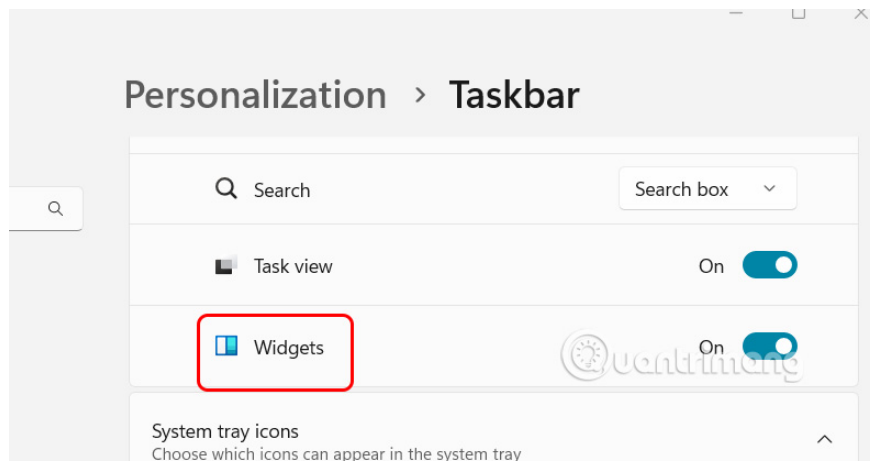 Personalization > Taskbar
Search
Search box
Task view
On
Widgets
On
Quantrimang
System tray icons
Choose which icons can appear in the system tray